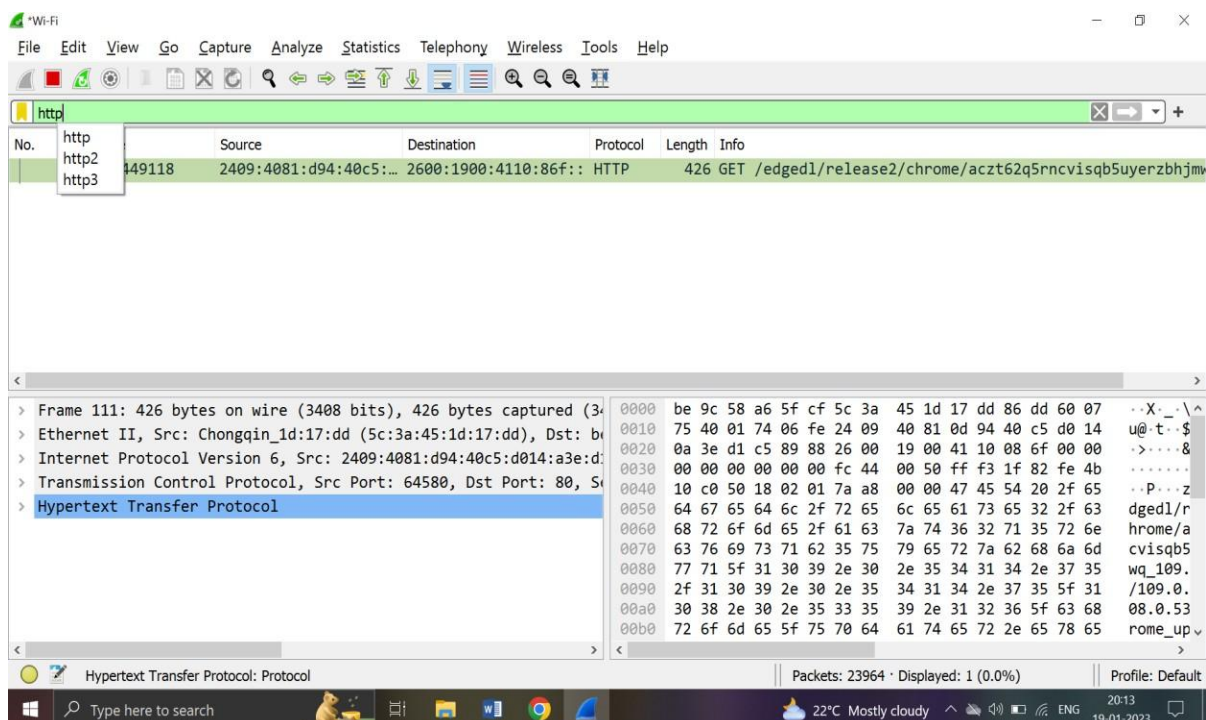 *Wi-Fi
File Edit View Go Capture Analyze Statistics Telephony Wireless Tools Help
http
http
http2
http3
No. Source Destination Protocol Length Info
449118 2409:4081:d94:40c5:… 2600:1900:4110:86f:: HTTP 426 GET /edgedl/release2/chrome/aczt62q5rncvisqb5uyerzbhjmw
> Frame 111: 426 bytes on wire (3408 bits), 426 bytes captured (34
> Ethernet II, Src: Chongqin_1d:17:dd (5c:3a:45:1d:17:dd), Dst: be
> Internet Protocol Version 6, Src: 2409:4081:d94:40c5:d014:a3e:d1
> Transmission Control Protocol, Src Port: 64580, Dst Port: 80, Se
> Hypertext Transfer Protocol
0000 be 9c 58 a6 5f cf 5c 3a 45 1d 17 dd 86 dd 60 07 ··X·_·\
0010 75 40 01 74 06 fe 24 09 40 81 0d 94 40 c5 d0 14 u@·t··$
0020 0a 3e d1 c5 89 88 26 00 19 00 41 10 08 6f 00 00 ·>····&
0030 00 00 00 00 00 00 fc 44 00 50 ff f3 1f 82 fe 4b ·······
0040 10 c0 50 18 02 01 7a a8 00 00 47 45 54 20 2f 65 ··P···z
0050 64 67 65 64 6c 2f 72 65 6c 65 61 73 65 32 2f 63 dgedl/r
0060 68 72 6f 6d 65 2f 61 63 7a 74 36 32 71 35 72 6e hrome/a
0070 63 76 69 73 71 62 35 75 79 65 72 7a 62 68 6a 6d cvisqb5
0080 77 71 5f 31 30 39 2e 30 2e 35 34 31 34 2e 37 35 wq_109.
0090 2f 31 30 39 2e 30 2e 35 34 31 34 2e 37 35 5f 31 /109.0.
00a0 30 38 2e 30 2e 35 33 35 39 2e 31 32 36 5f 63 68 08.0.53
00b0 72 6f 6d 65 5f 75 70 64 61 74 65 72 2e 65 78 65 rome_up
Hypertext Transfer Protocol: Protocol Packets: 23964 · Displayed: 1 (0.0%) Profile: Default
Type here to search 22°C Mostly cloudy ENG 20:13
19-01-2023